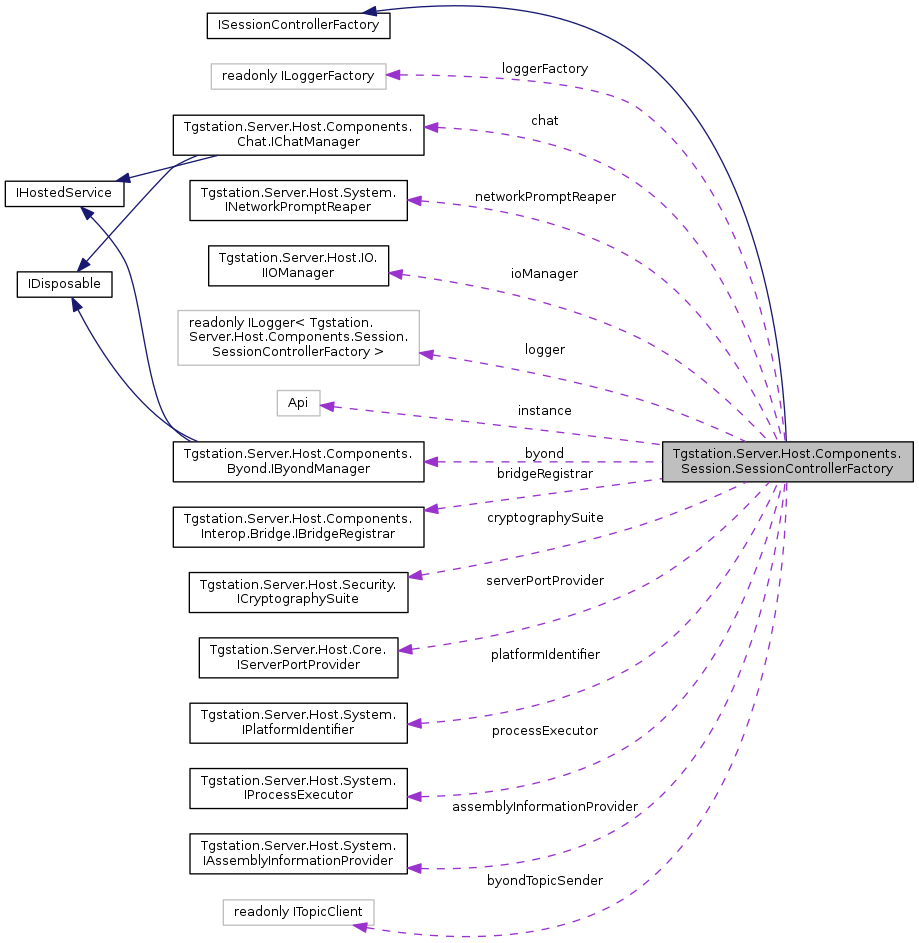 ISessionControllerFactory
readonly ILoggerFactory
loggerFactory
Tgstation.Server.Host.Components.
Chat.IChatManager
chat
IHostedService
Tgstation.Server.Host.System.
INetworkPromptReaper
networkPromptReaper
IDisposable
Tgstation.Server.Host.IO.
IIOManager
ioManager
readonly ILogger< Tgstation.
Server.Host.Components.Session.
SessionControllerFactory >
logger
Api
instance
Tgstation.Server.Host.Components.
Byond.IByondManager
byond
Tgstation.Server.Host.Components.
Session.SessionControllerFactory
bridgeRegistrar
Tgstation.Server.Host.Components.
Interop.Bridge.IBridgeRegistrar
cryptographySuite
Tgstation.Server.Host.Security.
ICryptographySuite
serverPortProvider
Tgstation.Server.Host.Core.
IServerPortProvider
platformIdentifier
Tgstation.Server.Host.System.
IPlatformIdentifier
processExecutor
Tgstation.Server.Host.System.
IProcessExecutor
assemblyInformationProvider
Tgstation.Server.Host.System.
IAssemblyInformationProvider
byondTopicSender
readonly ITopicClient